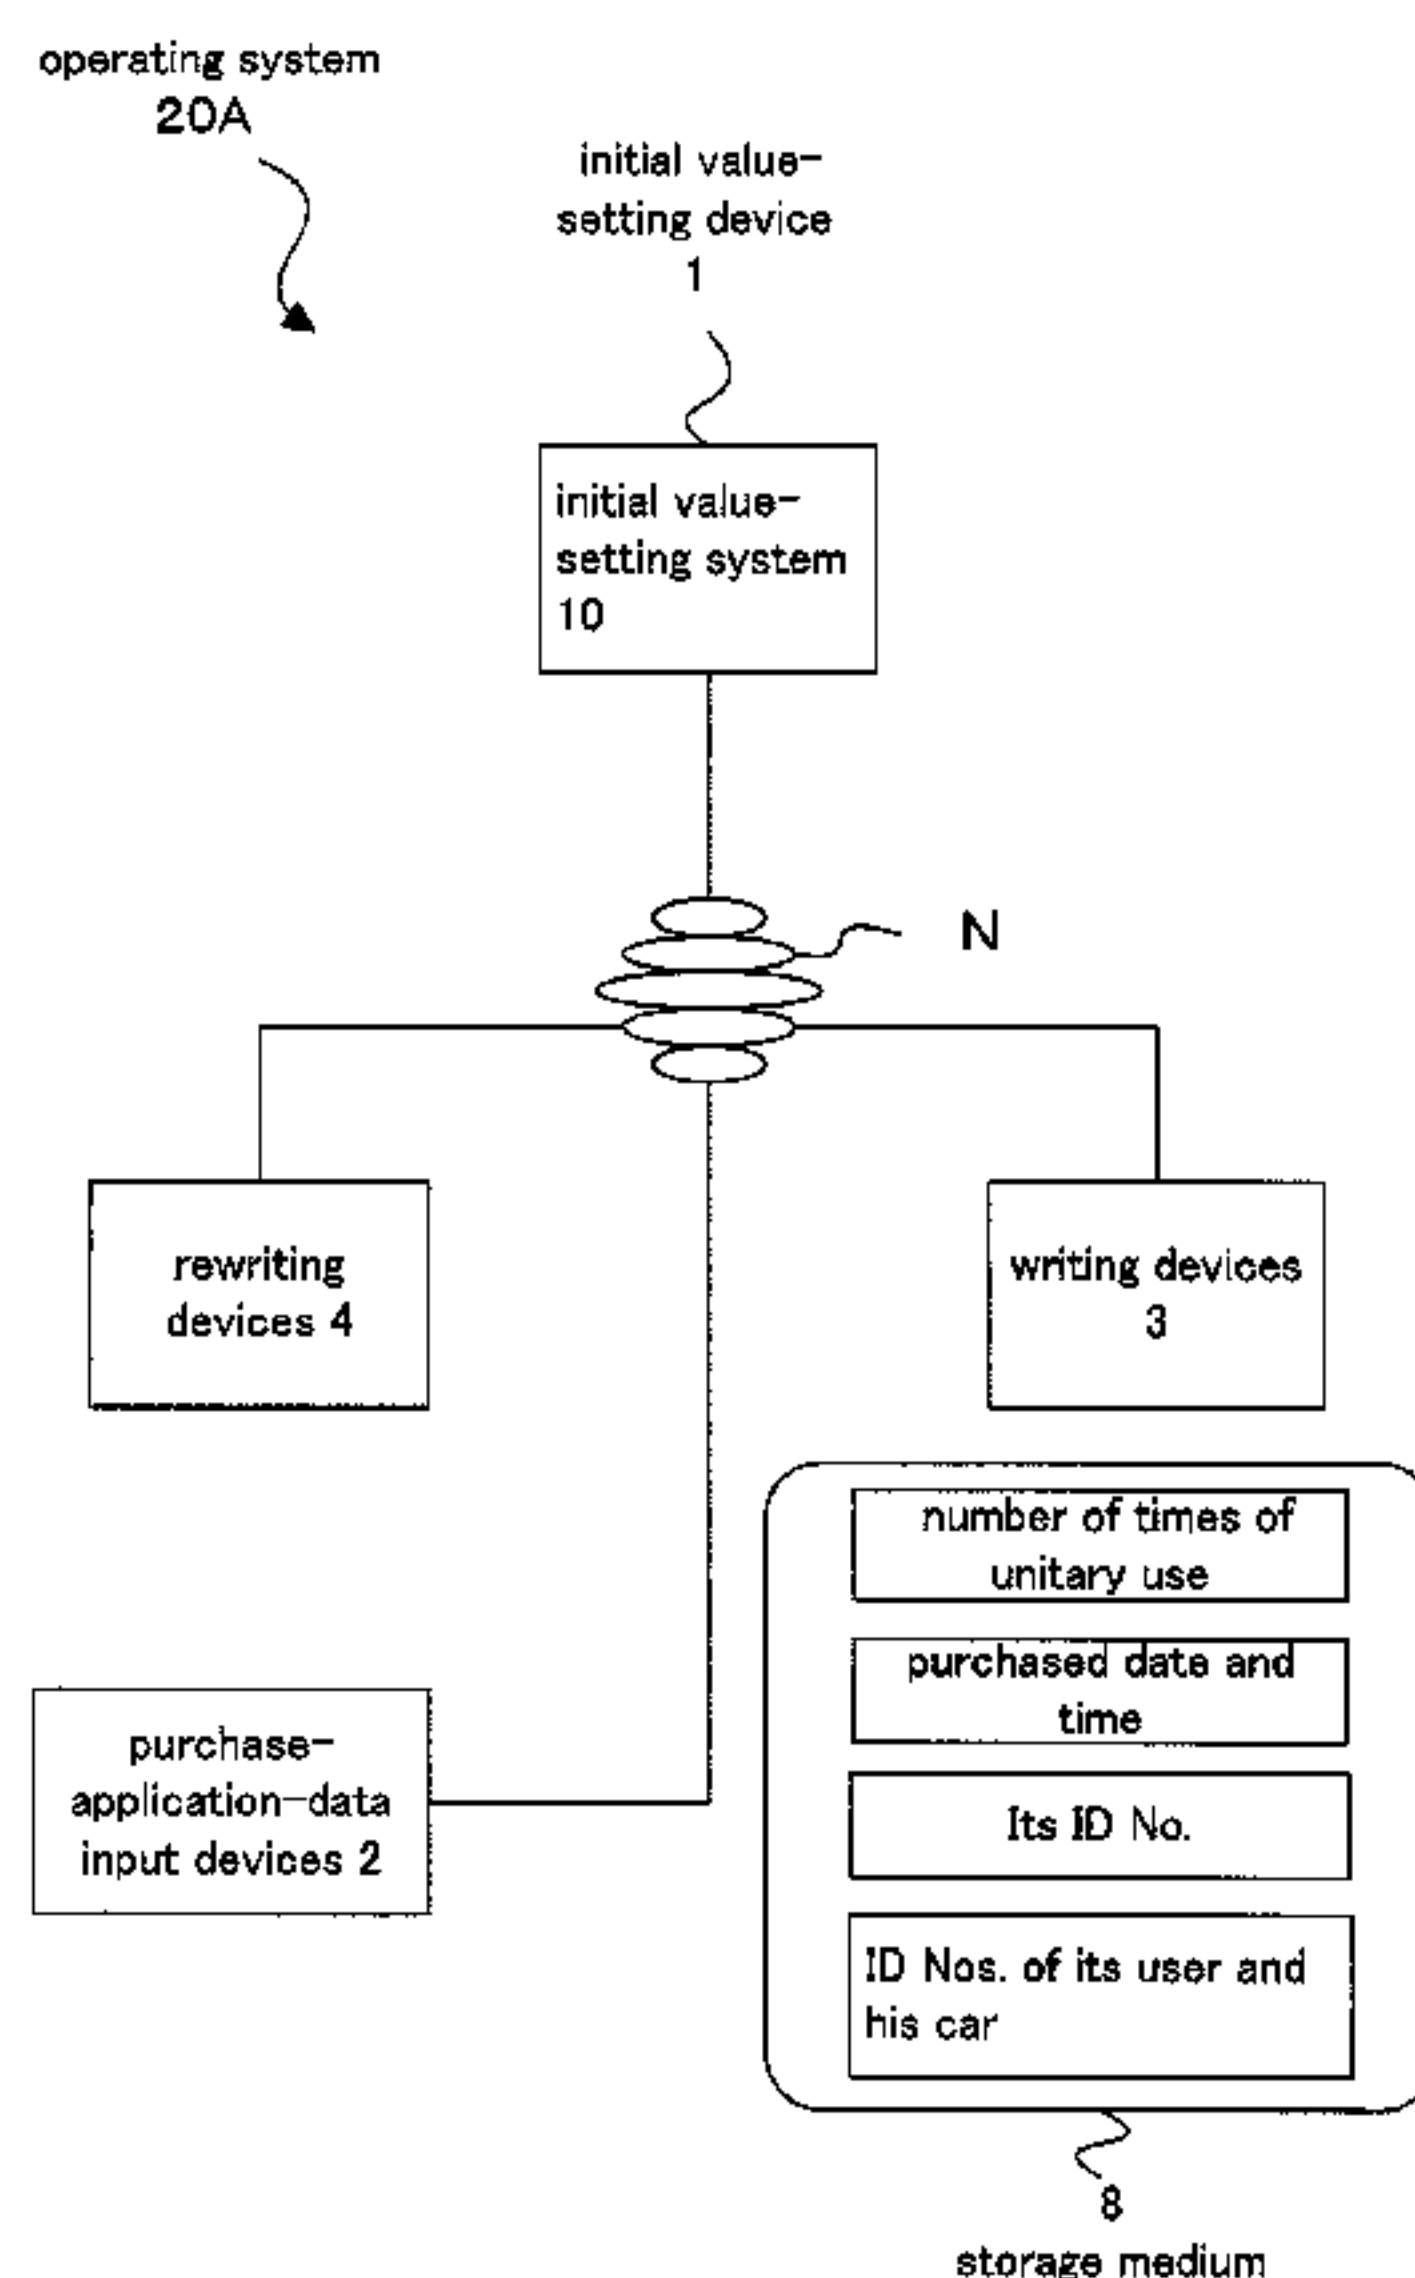 operating system
20A
initial value-
setting device
1
initial value-
setting system
10
N
rewriting
devices 4
writing devices
3
number of times of
unitary use
purchased date and
time
purchase-
application-data
input devices 2
Its ID No.
ID Nos. of its user and
his car
8
storage medium